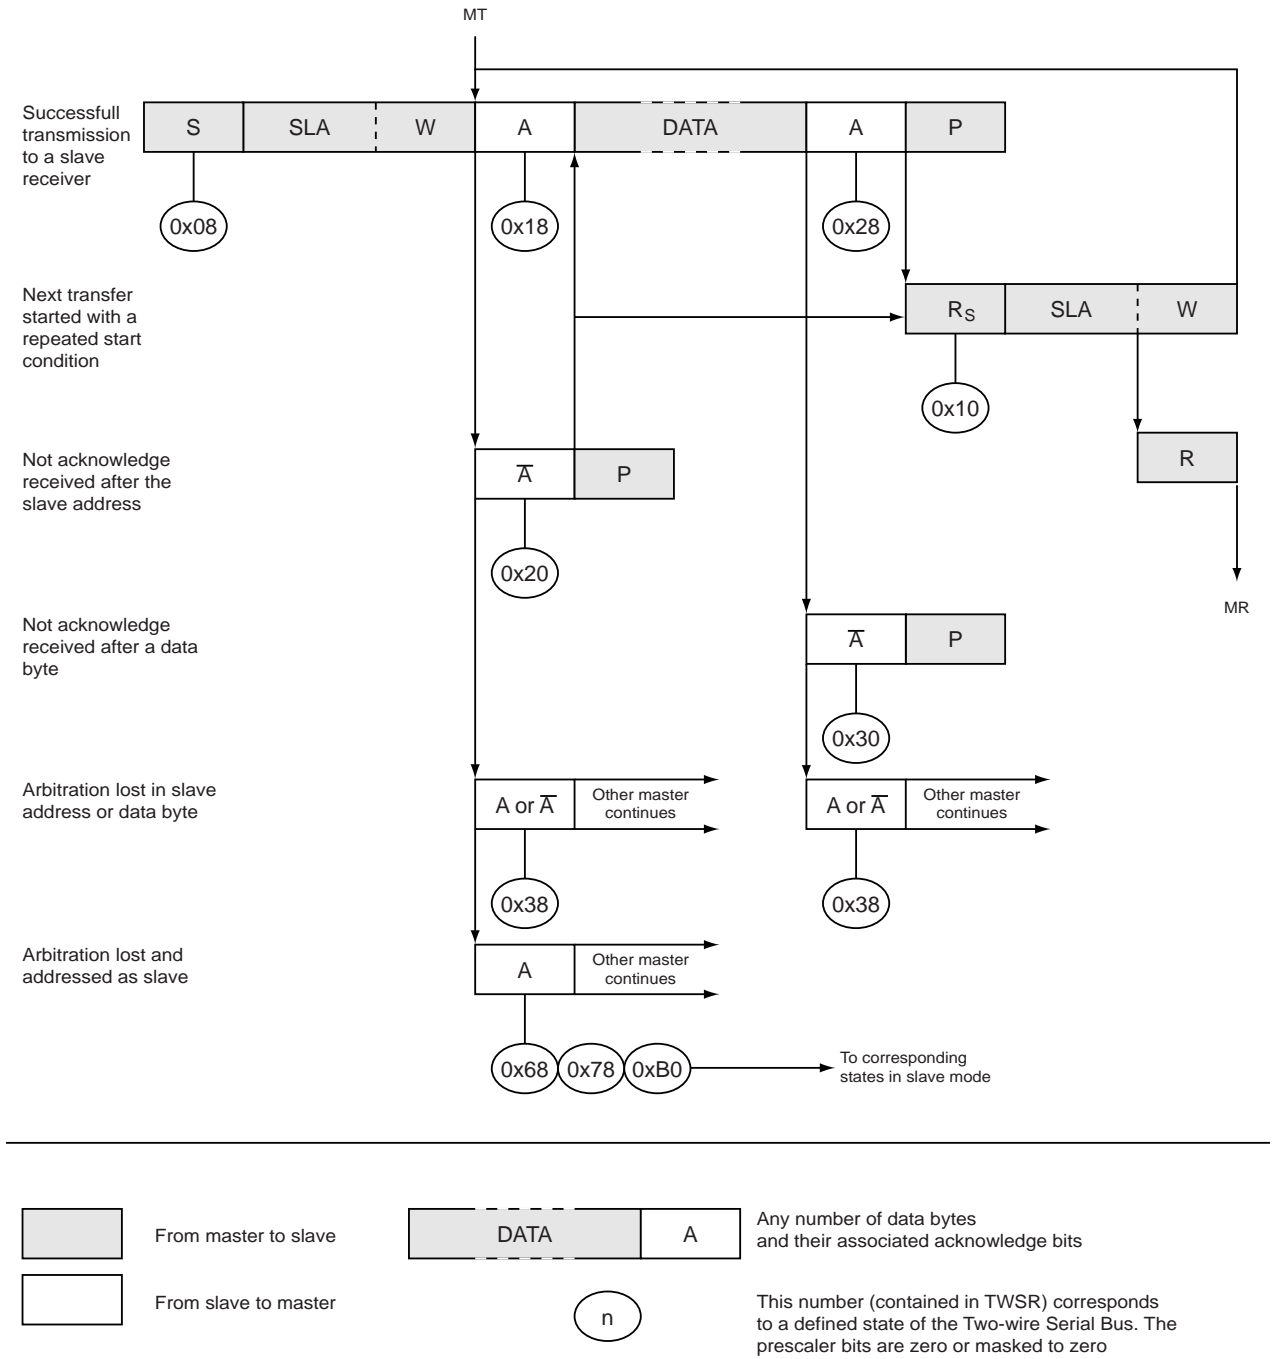 MT
Successfull
transmission
to a slave
receiver
S SLA W A DATA A P
0x08 0x18 0x28
Next transfer
started with a
repeated start
condition
RS SLA W
0x10
Not acknowledge
received after the
slave address
A̅ P
R
0x20
MR
Not acknowledge
received after a data
byte
A̅ P
0x30
Arbitration lost in slave
address or data byte
A or A̅
Other master
continues
A or A̅
Other master
continues
0x38 0x38
Arbitration lost and
addressed as slave
A
Other master
continues
0x68 0x78 0xB0
To corresponding
states in slave mode
From master to slave
DATA A
Any number of data bytes
and their associated acknowledge bits
From slave to master
n
This number (contained in TWSR) corresponds
to a defined state of the Two-wire Serial Bus. The
prescaler bits are zero or masked to zero